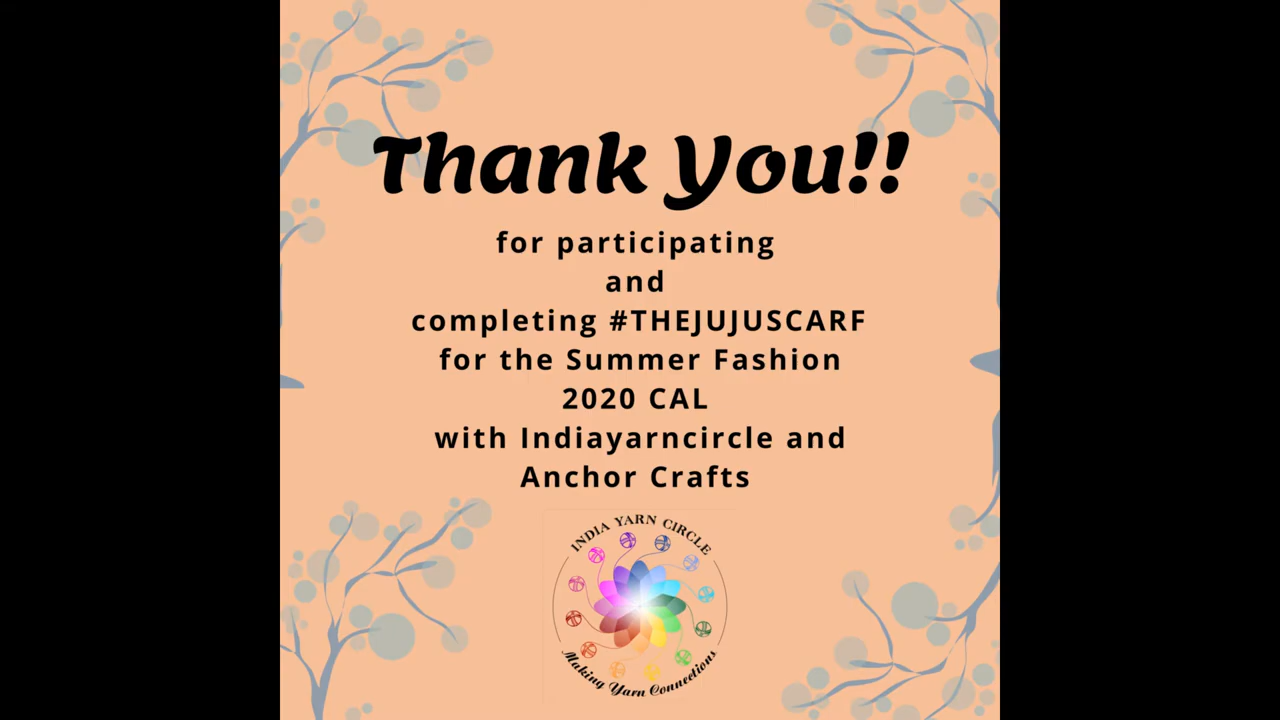 Thank You!!
for participating
and
completing #THEJUJUSCARF
for the Summer Fashion
2020 CAL
with Indiayarncircle and
Anchor Crafts
INDIA YARN CIRCLE
Making Yarn Connections